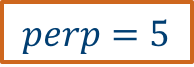 perp = 5